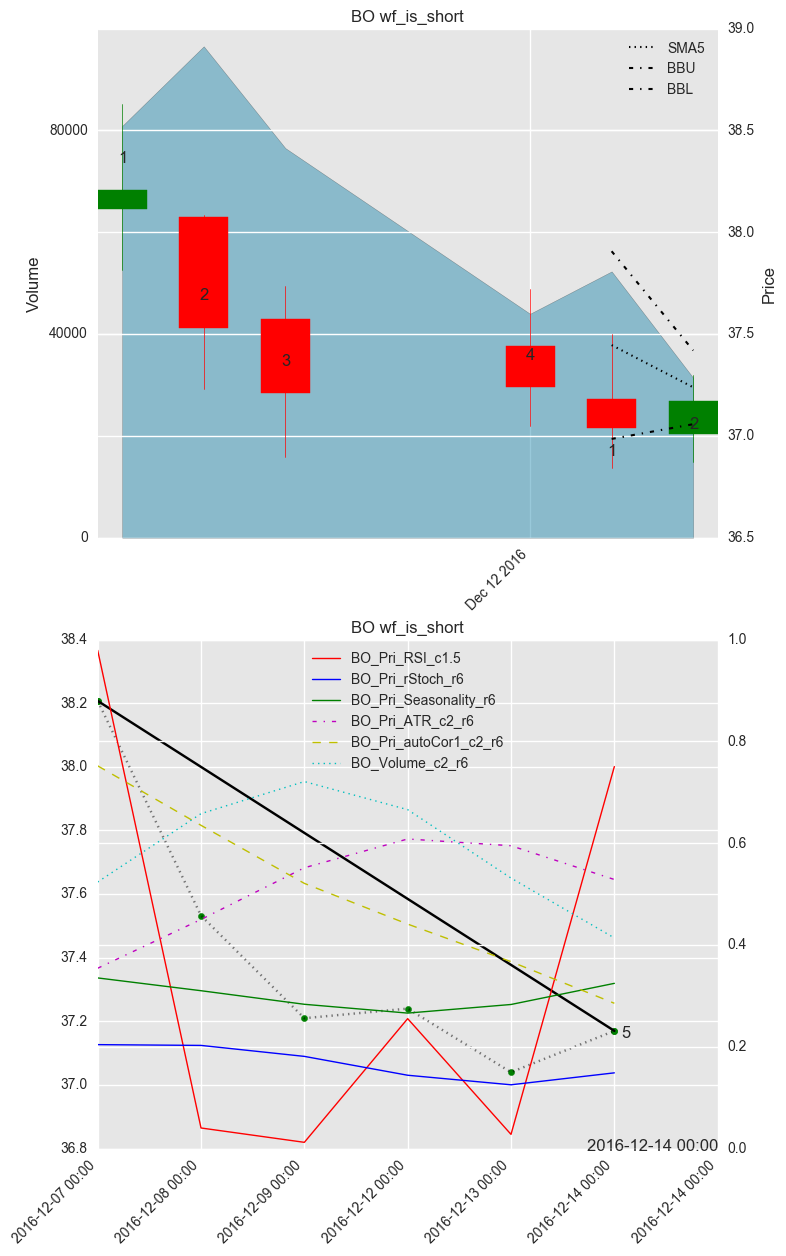 BO wf_is_short
39.0
SMA5
BBU
BBL
80000
38.5
1
38.0
Volume
Price
2
40000
37.5
3
4
37.0
2
1
0
36.5
Dec 12 2016
BO wf_is_short
38.4
1.0
BO_Pri_RSI_c1.5
BO_Pri_rStoch_r6
BO_Pri_Seasonality_r6
BO_Pri_ATR_c2_r6
BO_Pri_autoCor1_c2_r6
BO_Volume_c2_r6
38.2
0.8
38.0
37.8
0.6
37.6
37.4
0.4
37.2
5
0.2
37.0
36.8
2016-12-14 00:00
0.0
2016-12-07 00:00
2016-12-08 00:00
2016-12-09 00:00
2016-12-12 00:00
2016-12-13 00:00
2016-12-14 00:00
2016-12-14 00:00